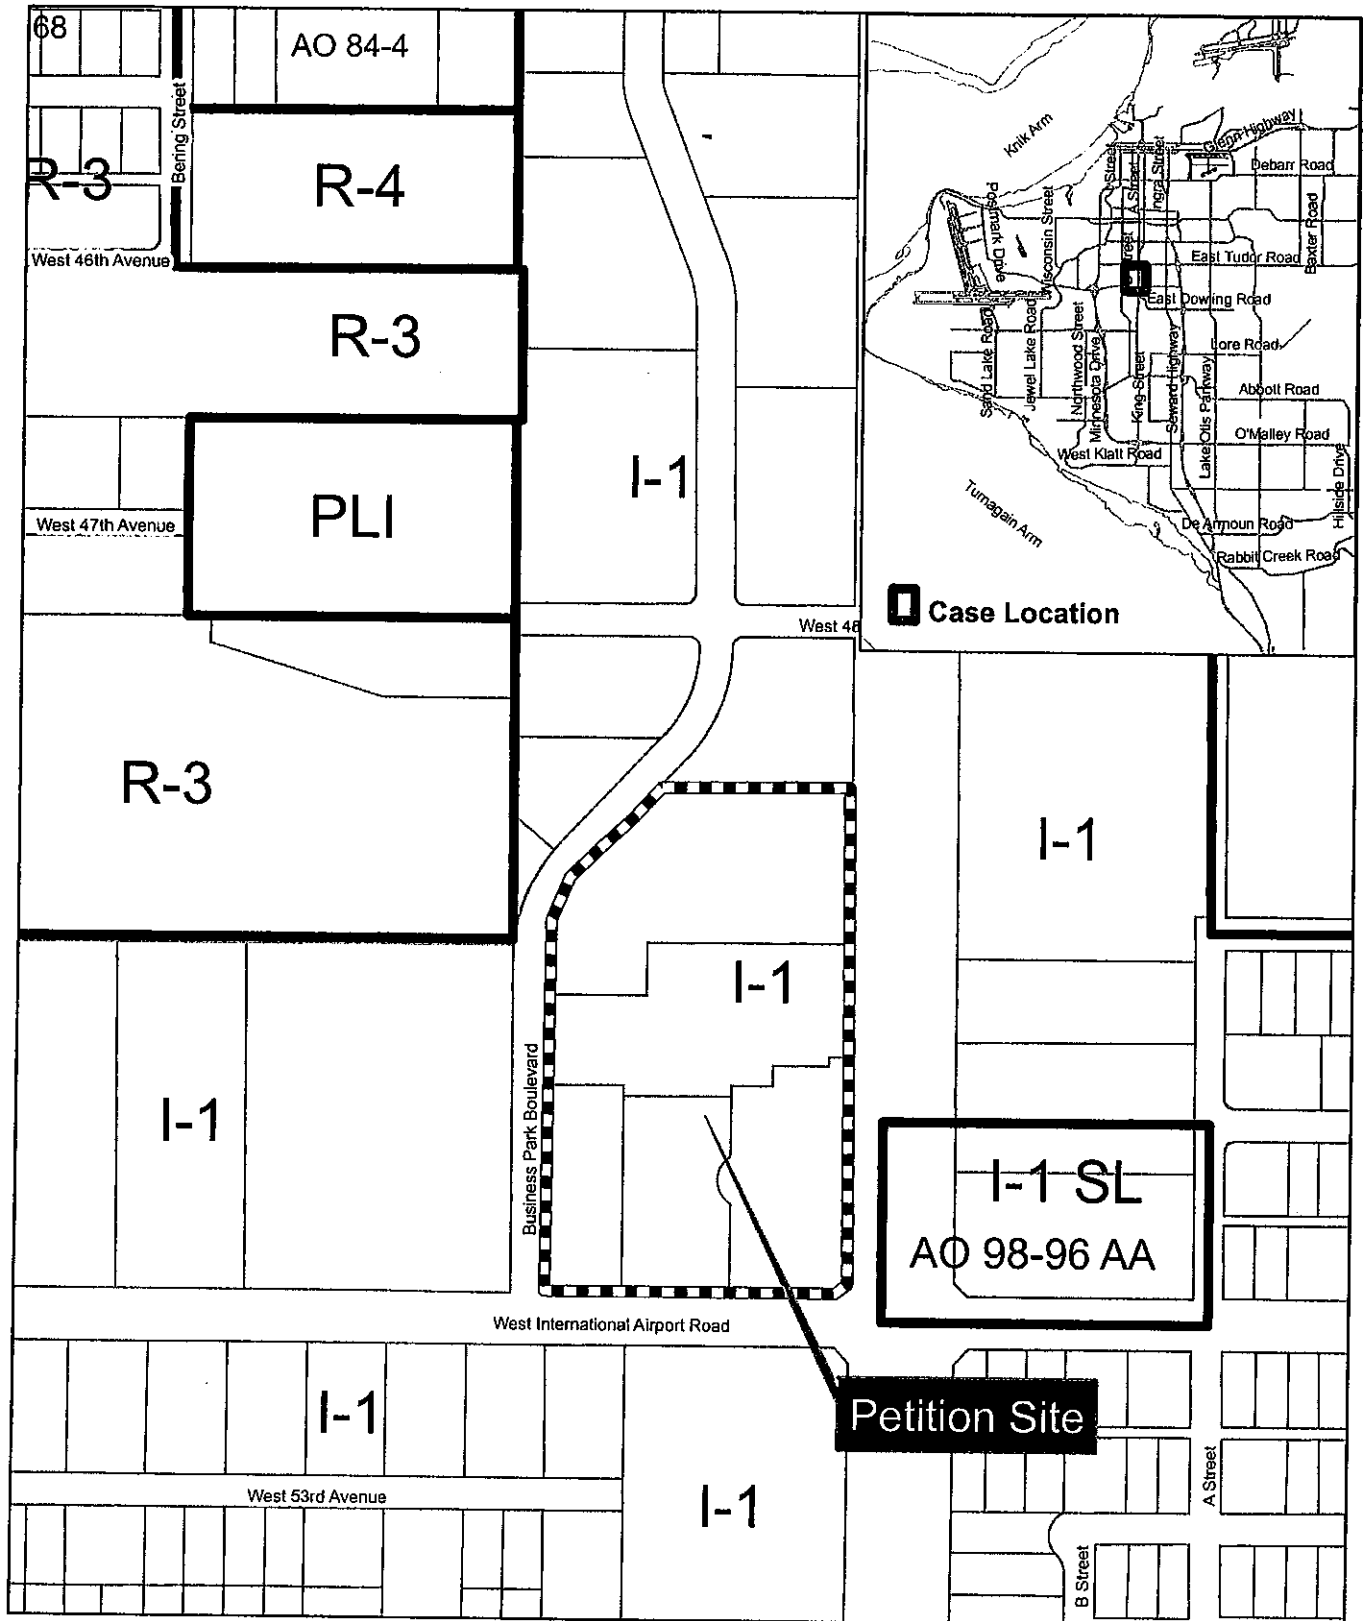 68
AO 84-4
Bering Street
R-3
R-4
West 46th Avenue
R-3
PLI
West 47th Avenue
I-1
West 48
R-3
I-1
I-1
I-1
Business Park Boulevard
I-1 SL
AO 98-96 AA
West International Airport Road
Petition Site
I-1
West 53rd Avenue
I-1
A Street
B Street
Knik Arm
Glenn Highway
Debarr Road
Postmark Drive
Wisconsin Street
Street
A Street
Ingra Street
Baxter Road
East Tudor Road
East Dowling Road
Sand Lake Road
Jewel Lake Road
Northwood Street
Minnesota Drive
King Street
Seward Highway
Lake Otis Parkway
Lore Road
Abbott Road
O'Malley Road
West Klatt Road
Hillside Drive
Turnagain Arm
De Armoun Road
Rabbit Creek Road
Case Location